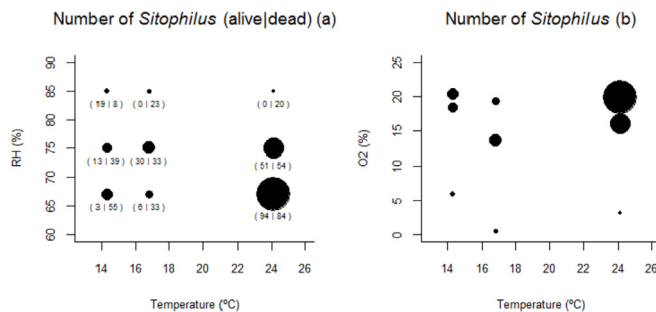 Number of Sitophilus (alive|dead) (a)
RH (%)
90
85
80
75
70
65
60
( 19 | 8 )
( 0 | 23 )
( 0 | 20 )
( 13 | 39 )
( 30 | 33 )
( 51 | 54 )
( 3 | 55 )
( 6 | 33 )
( 94 | 84 )
14 16 18 20 22 24 26
Temperature (ºC)
Number of Sitophilus (b)
O2 (%)
25
20
15
10
5
0
14 16 18 20 22 24 26
Temperature (ºC)